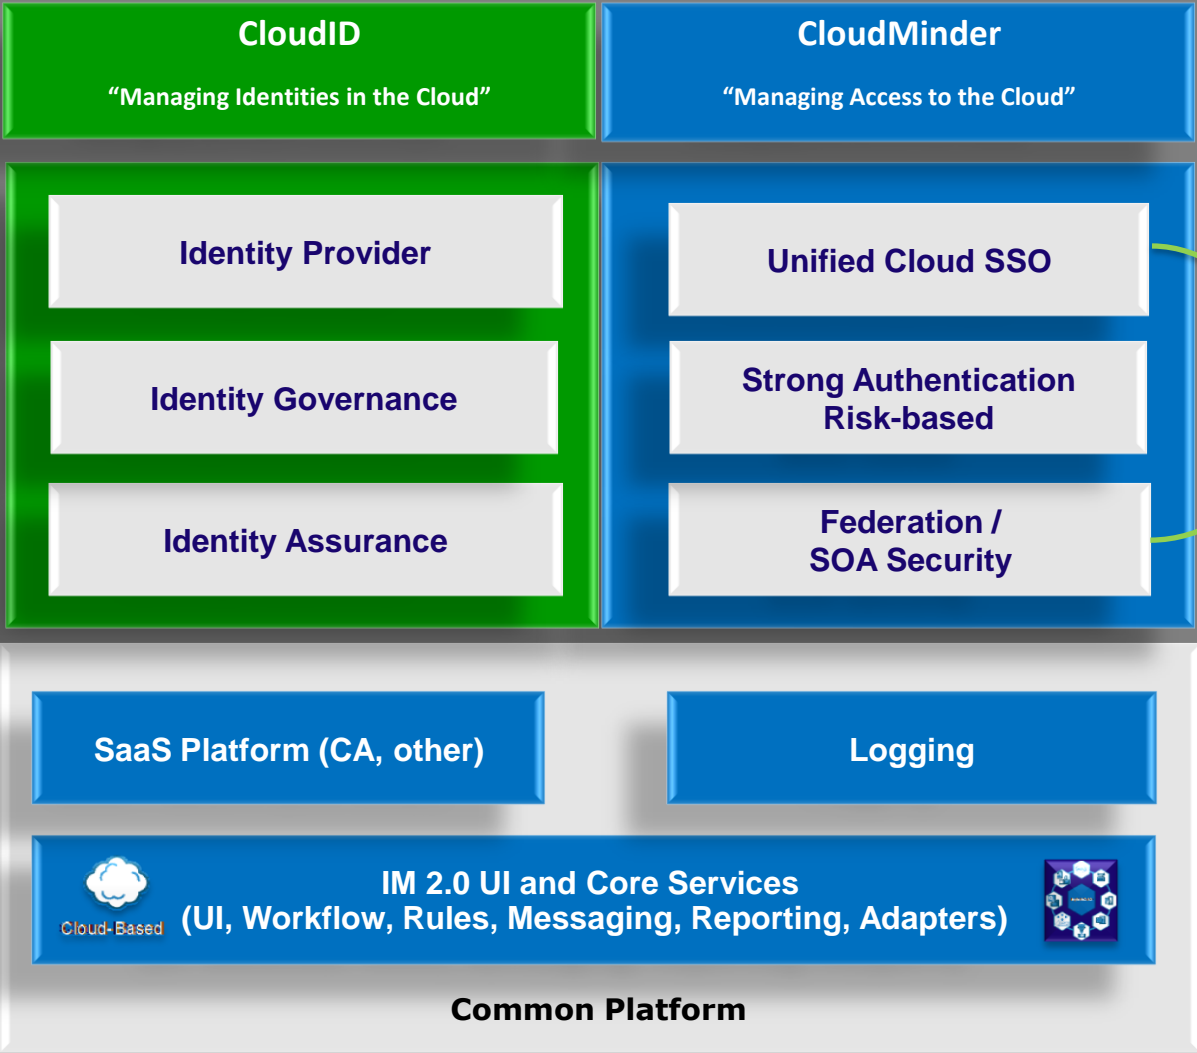 CloudID
“Managing Identities in the Cloud”
CloudMinder
“Managing Access to the Cloud”
Identity Provider
Identity Governance
Identity Assurance
Unified Cloud SSO
Strong Authentication
Risk-based
Federation /
SOA Security
SaaS Platform (CA, other)
Logging
Cloud-Based
IM 2.0 UI and Core Services
(UI, Workflow, Rules, Messaging, Reporting, Adapters)
Common Platform